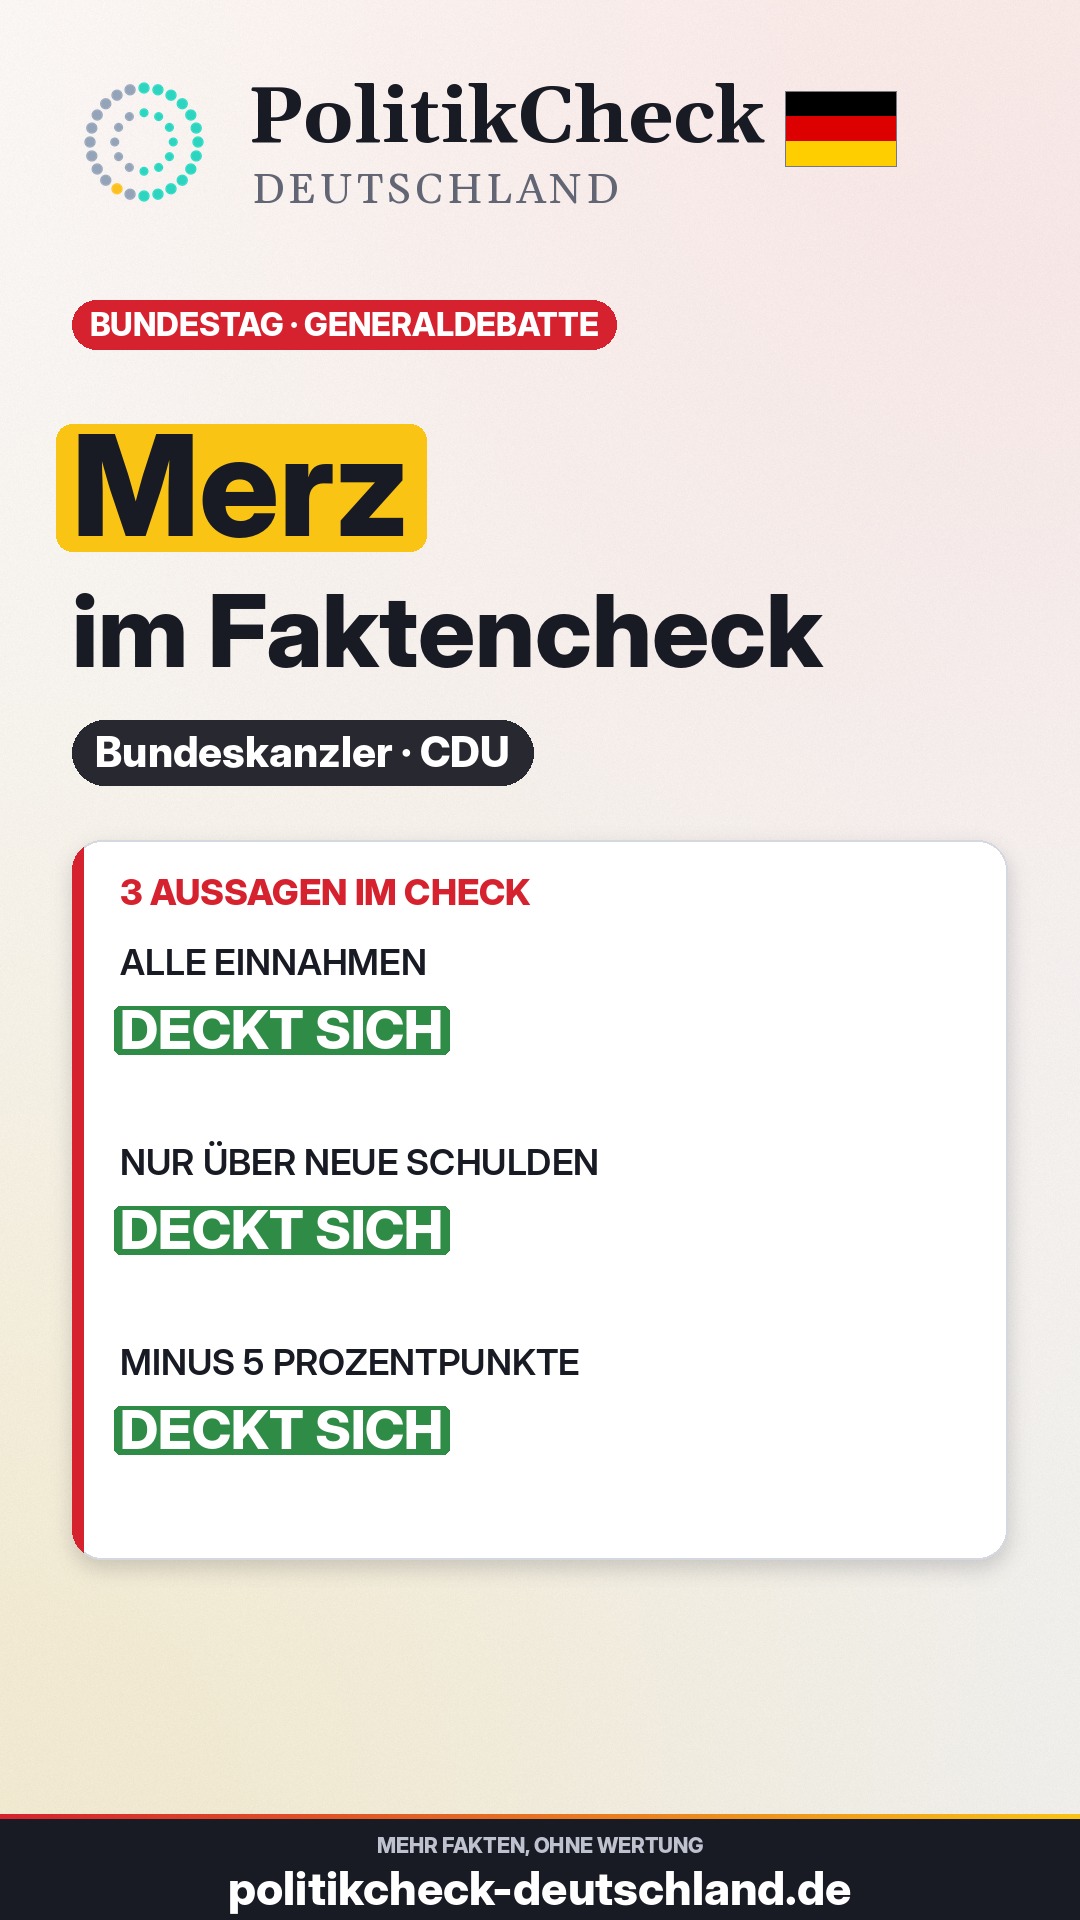 PolitikCheck
DEUTSCHLAND
BUNDESTAG · GENERALDEBATTE
Merz
im Faktencheck
Bundeskanzler · CDU
3 AUSSAGEN IM CHECK
ALLE EINNAHMEN
DECKT SICH
NUR ÜBER NEUE SCHULDEN
DECKT SICH
MINUS 5 PROZENTPUNKTE
DECKT SICH
MEHR FAKTEN, OHNE WERTUNG
politikcheck-deutschland.de